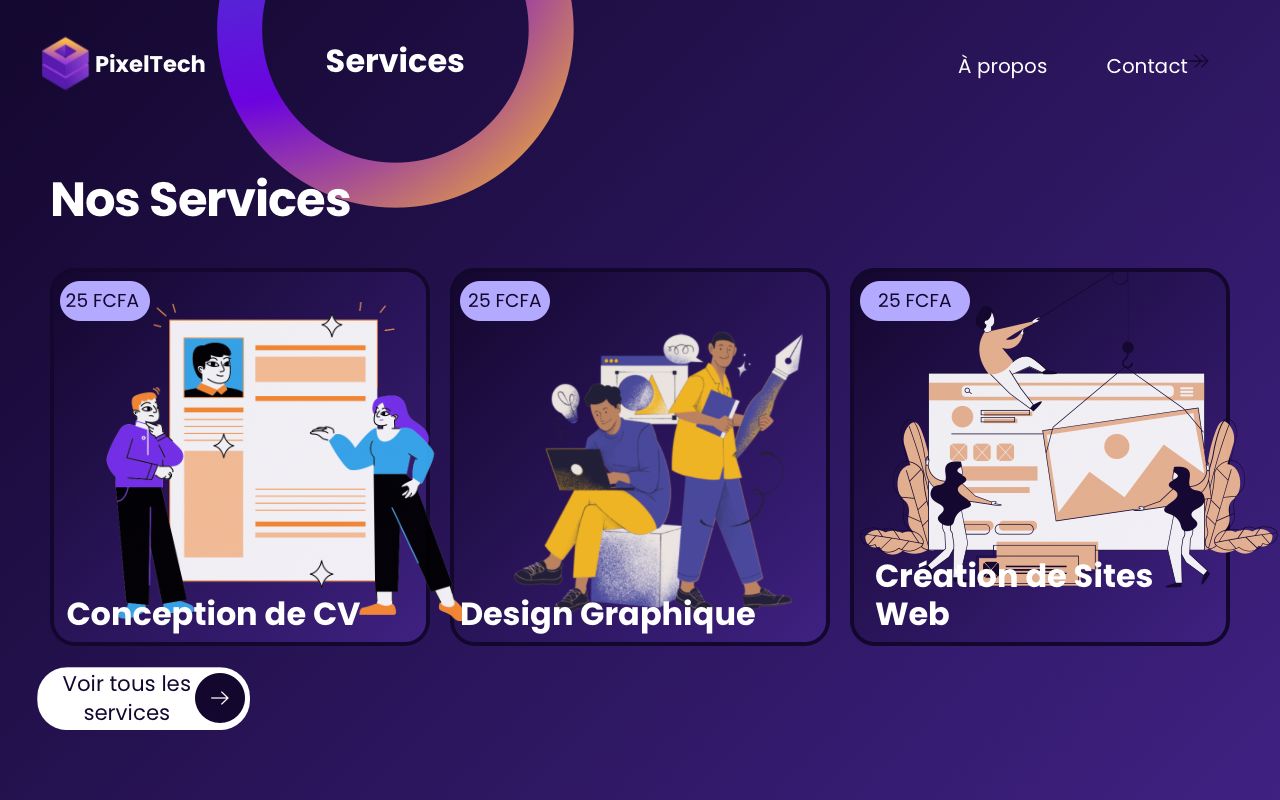 PixelTech
Services
À propos
Contact
Nos Services
25 FCFA
25 FCFA
25 FCFA
Conception de CV
Design Graphique
Création de Sites
Web
Voir tous les
services